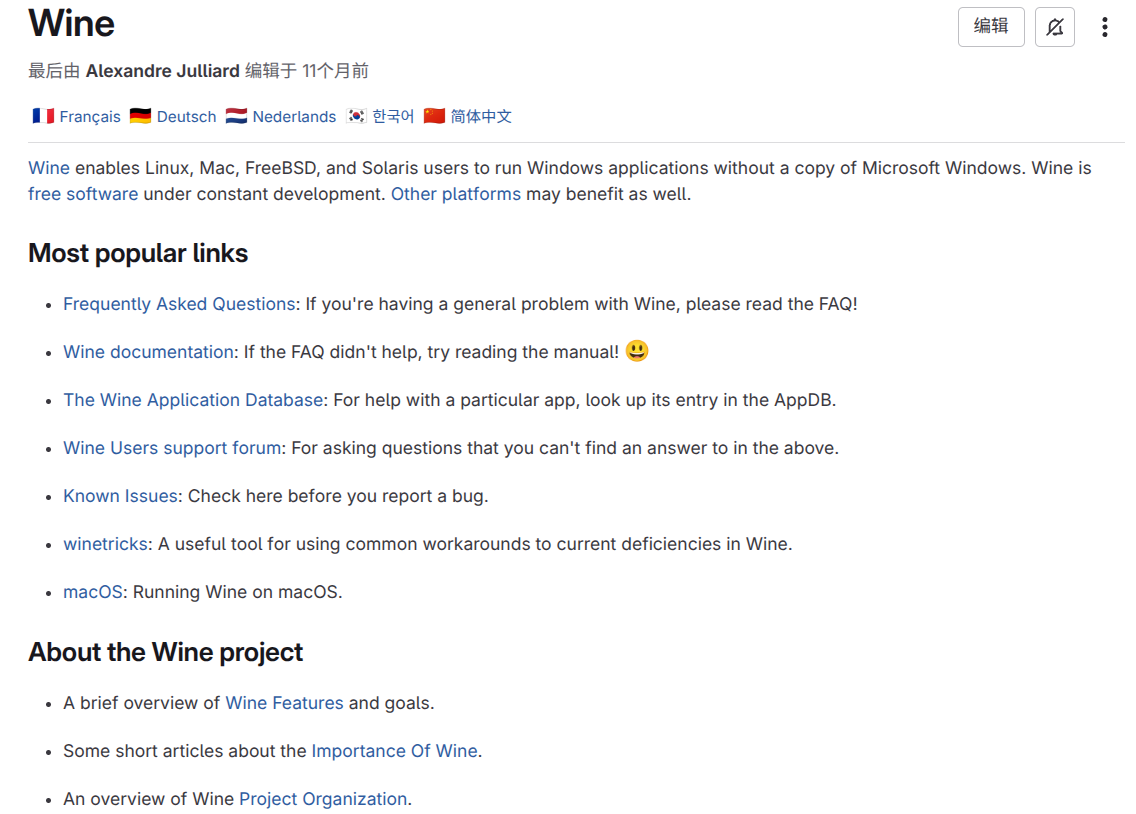 Wine
编辑
最后由 Alexandre Julliard 编辑于 11个月前
Français Deutsch Nederlands 한국어 简体中文
Wine enables Linux, Mac, FreeBSD, and Solaris users to run Windows applications without a copy of Microsoft Windows. Wine is
free software under constant development. Other platforms may benefit as well.
Most popular links
• Frequently Asked Questions: If you're having a general problem with Wine, please read the FAQ!
• Wine documentation: If the FAQ didn't help, try reading the manual! 😃
• The Wine Application Database: For help with a particular app, look up its entry in the AppDB.
• Wine Users support forum: For asking questions that you can't find an answer to in the above.
• Known Issues: Check here before you report a bug.
• winetricks: A useful tool for using common workarounds to current deficiencies in Wine.
• macOS: Running Wine on macOS.
About the Wine project
• A brief overview of Wine Features and goals.
• Some short articles about the Importance Of Wine.
• An overview of Wine Project Organization.